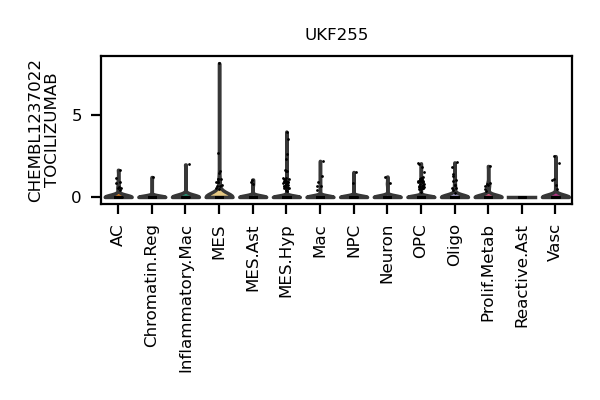 UKF255
CHEMBL1237022
TOCILIZUMAB
5
0
AC
Chromatin.Reg
Inflammatory.Mac
MES
MES.Ast
MES.Hyp
Mac
NPC
Neuron
OPC
Oligo
Prolif.Metab
Reactive.Ast
Vasc